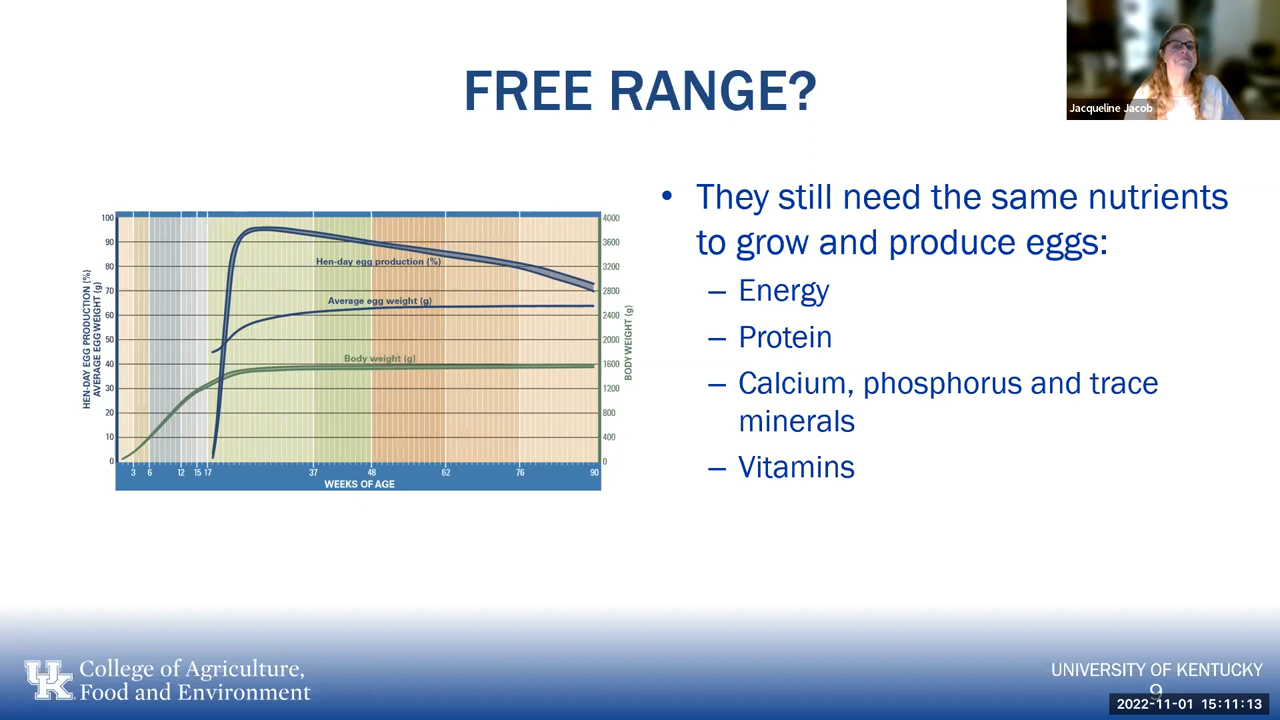 FREE RANGE?
Jacqueline Jacob
• They still need the same nutrients
to grow and produce eggs:
– Energy
– Protein
– Calcium, phosphorus and trace
minerals
– Vitamins
HEN-DAY EGG PRODUCTION (%)
AVERAGE EGG WEIGHT (g)
100
90
80
70
60
50
40
30
20
10
0
Hen-day egg production (%)
Average egg weight (g)
Body weight (g)
4000
3600
3200
2800
2400
2000
1600
1200
800
400
0
BODY WEIGHT (g)
3 6 12 15 17 37 48 62 76 90
WEEKS OF AGE
UK
College of Agriculture,
Food and Environment
UNIVERSITY OF KENTUCKY
9
2022-11-01 15:11:13